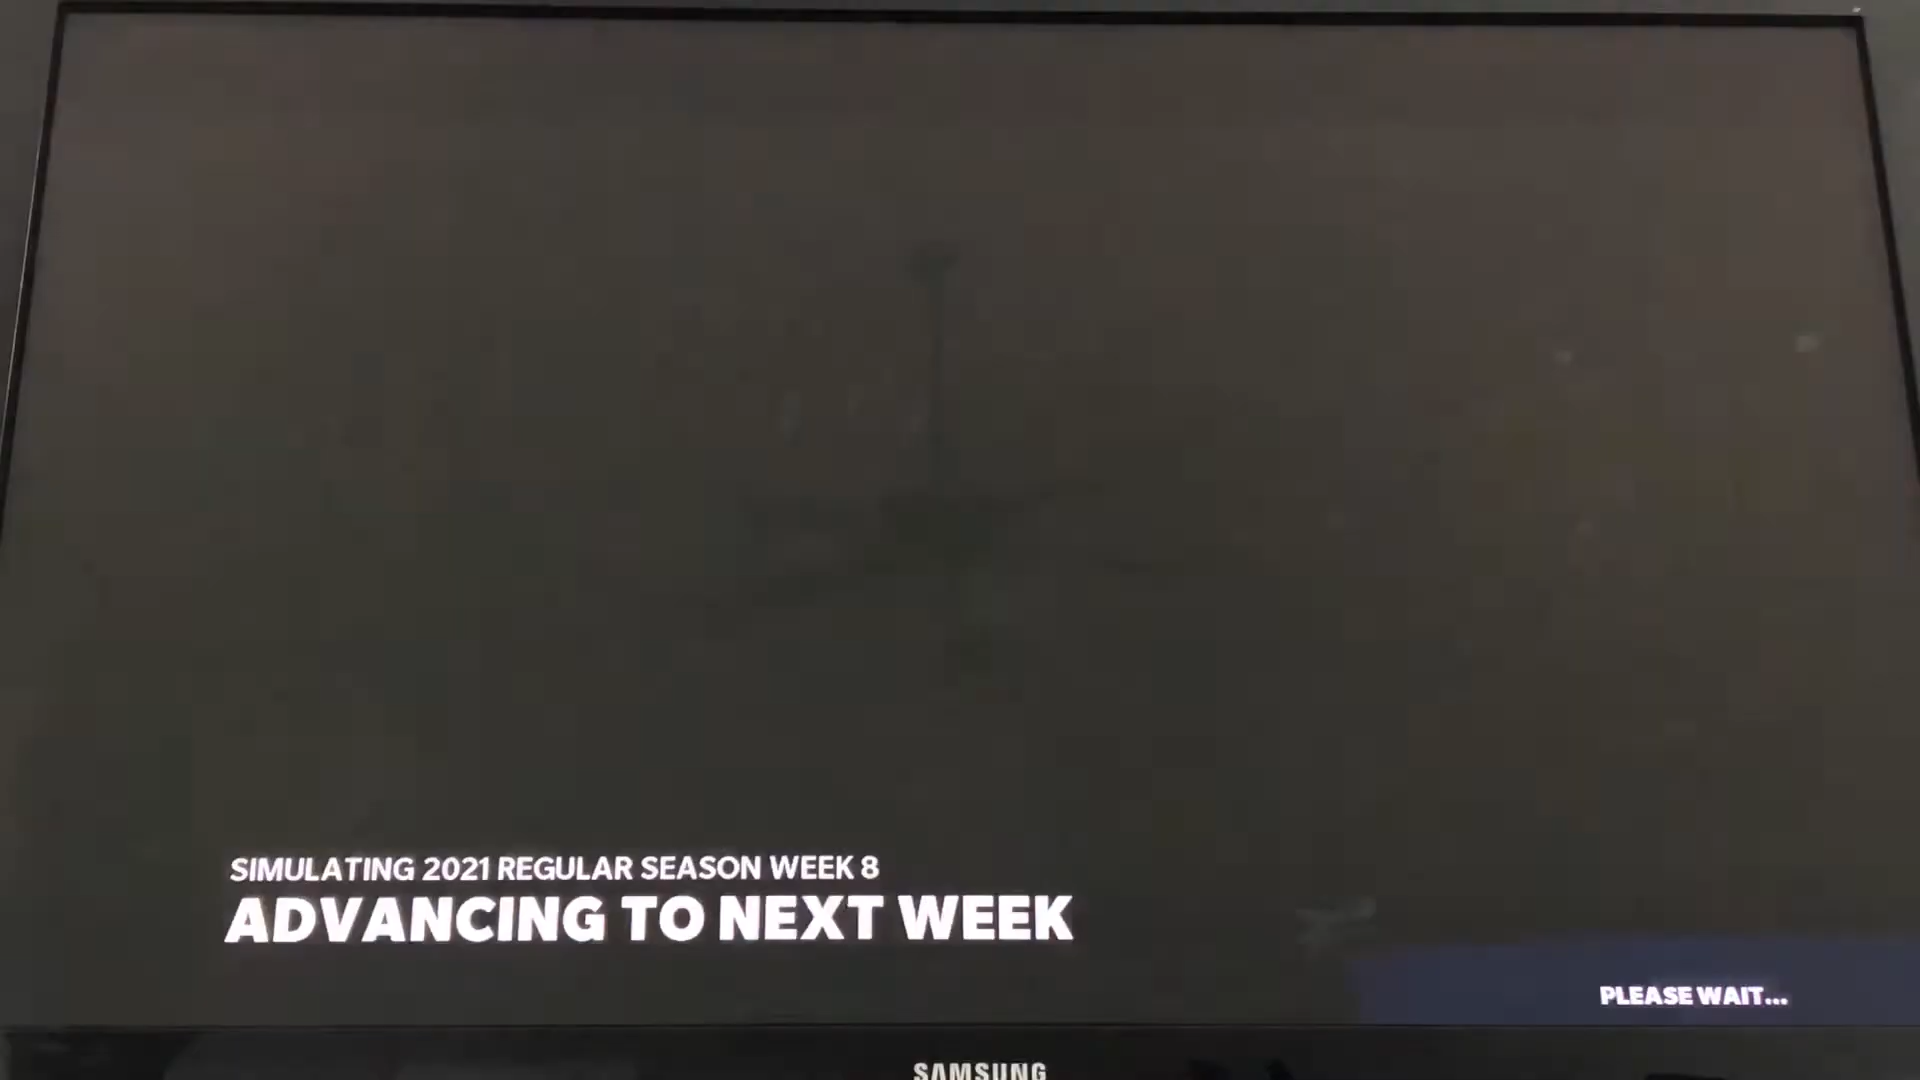 SIMULATING 2021 REGULAR SEASON WEEK 8
ADVANCING TO NEXT WEEK
PLEASE WAIT...
SAMSUNG